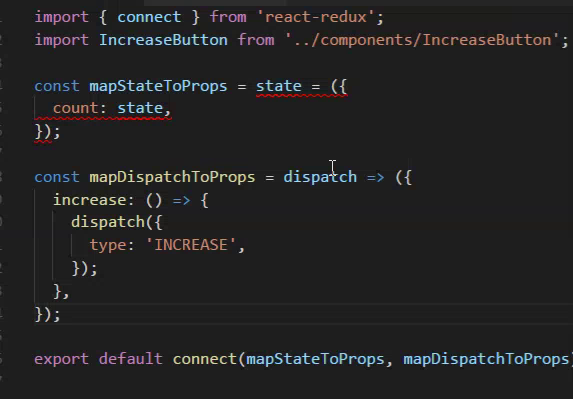 import { connect } from 'react-redux';
import IncreaseButton from '../components/IncreaseButton';
const mapStateToProps = state = ({
count: state,
});
const mapDispatchToProps = dispatch => ({
increase: () => {
dispatch({
type: 'INCREASE',
});
},
});
export default connect(mapStateToProps, mapDispatchToProps)